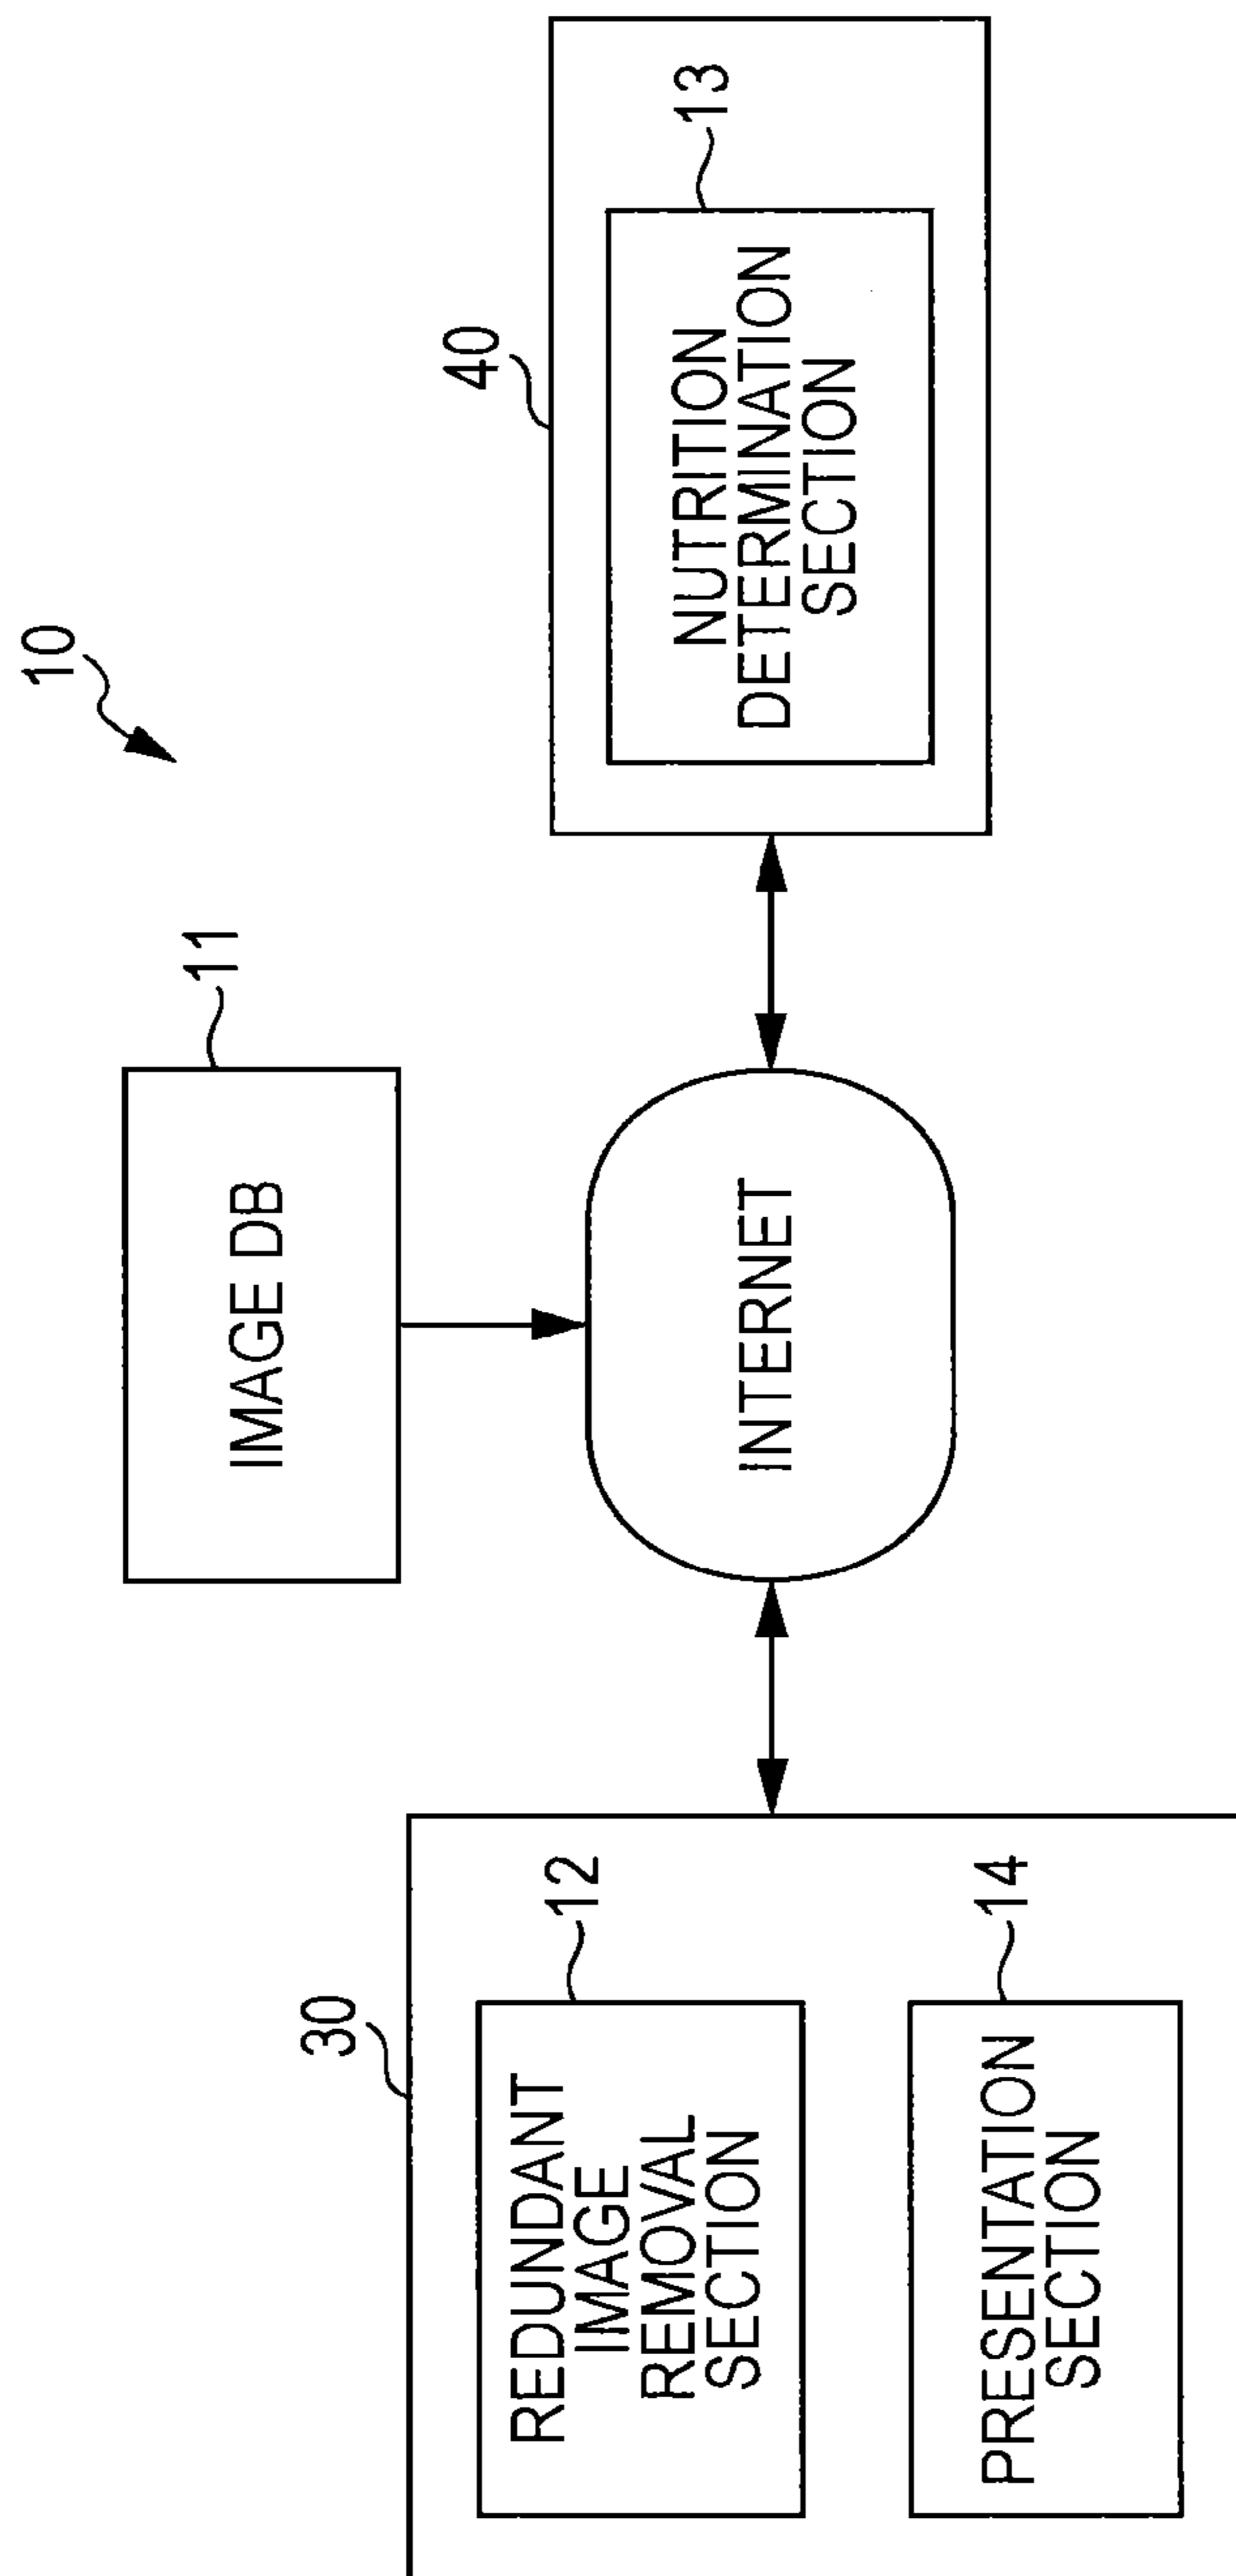 10
IMAGE DB
11
30
REDUNDANT
IMAGE
REMOVAL
SECTION
12
PRESENTATION
SECTION
14
INTERNET
40
NUTRITION
DETERMINATION
SECTION
13